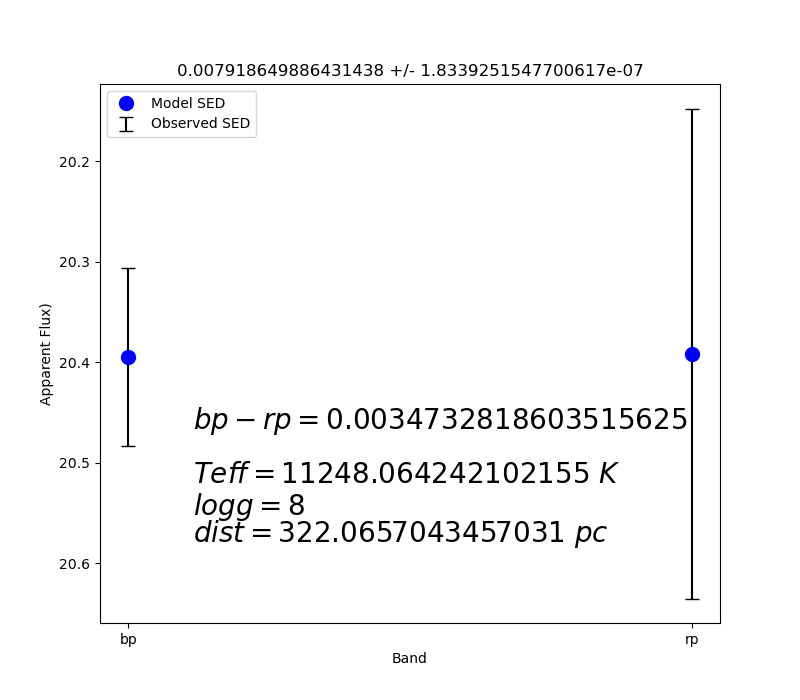 0.007918649886431438 +/- 1.8339251547700617e-07
Model SED
Observed SED
20.2
20.3
20.4
20.5
20.6
Apparent Flux)
bp − rp = 0.0034732818603515625
Teff = 11248.064242102155 K
logg = 8
dist = 322.0657043457031 pc
bp
rp
Band